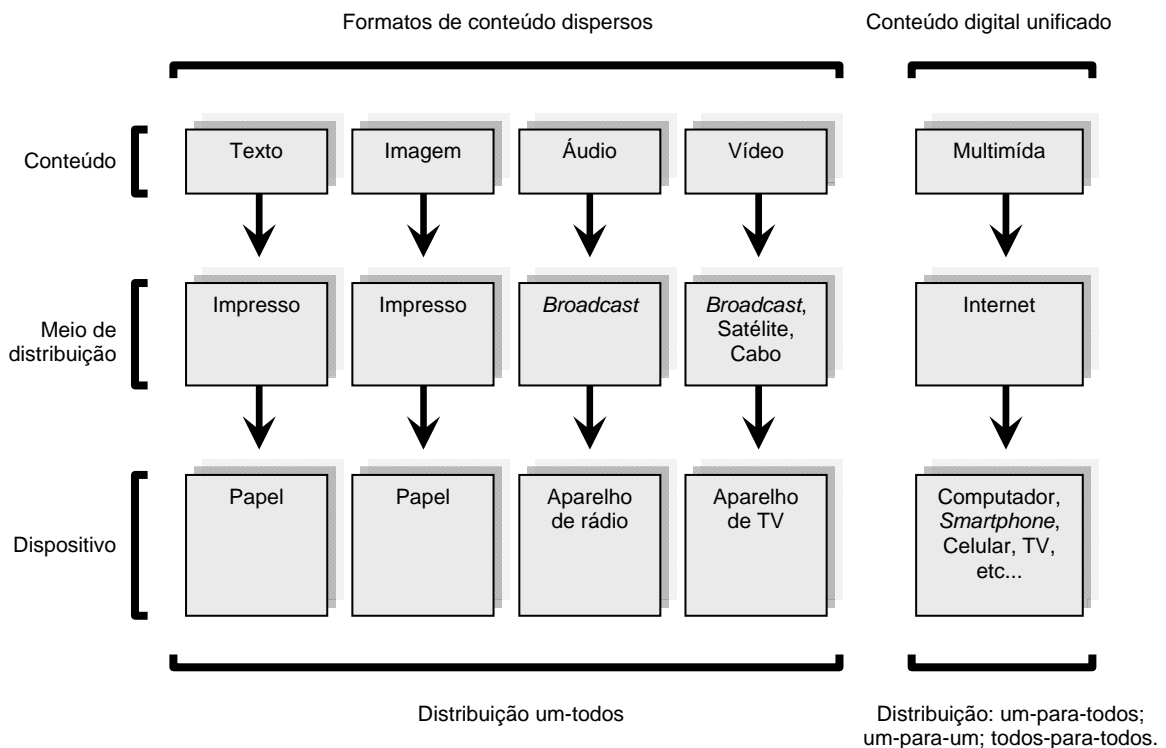 Formatos de conteúdo dispersos
Conteúdo digital unificado
Conteúdo
Texto
Imagem
Áudio
Vídeo
Multimída
Meio de
distribuição
Impresso
Impresso
Broadcast
Broadcast,
Satélite,
Cabo
Internet
Dispositivo
Papel
Papel
Aparelho
de rádio
Aparelho
de TV
Computador,
Smartphone,
Celular, TV,
etc...
Distribuição um-todos
Distribuição: um-para-todos;
um-para-um; todos-para-todos.